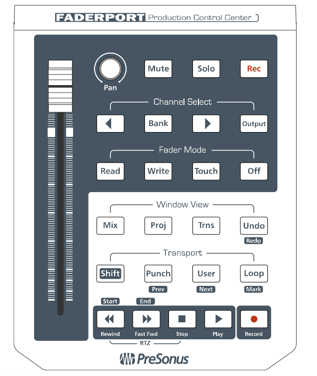 FADERPORT Production Control Center
Mute Solo Rec
Pan
Channel Select
Bank Output
Fader Mode
Read Write Touch Off
Window View
Mix Proj Trns Undo
Redo
Transport
Shift Punch User Loop
Prev Next Mark
Start End
Rewind Fast Fwd Stop Play Record
RTZ
PreSonus